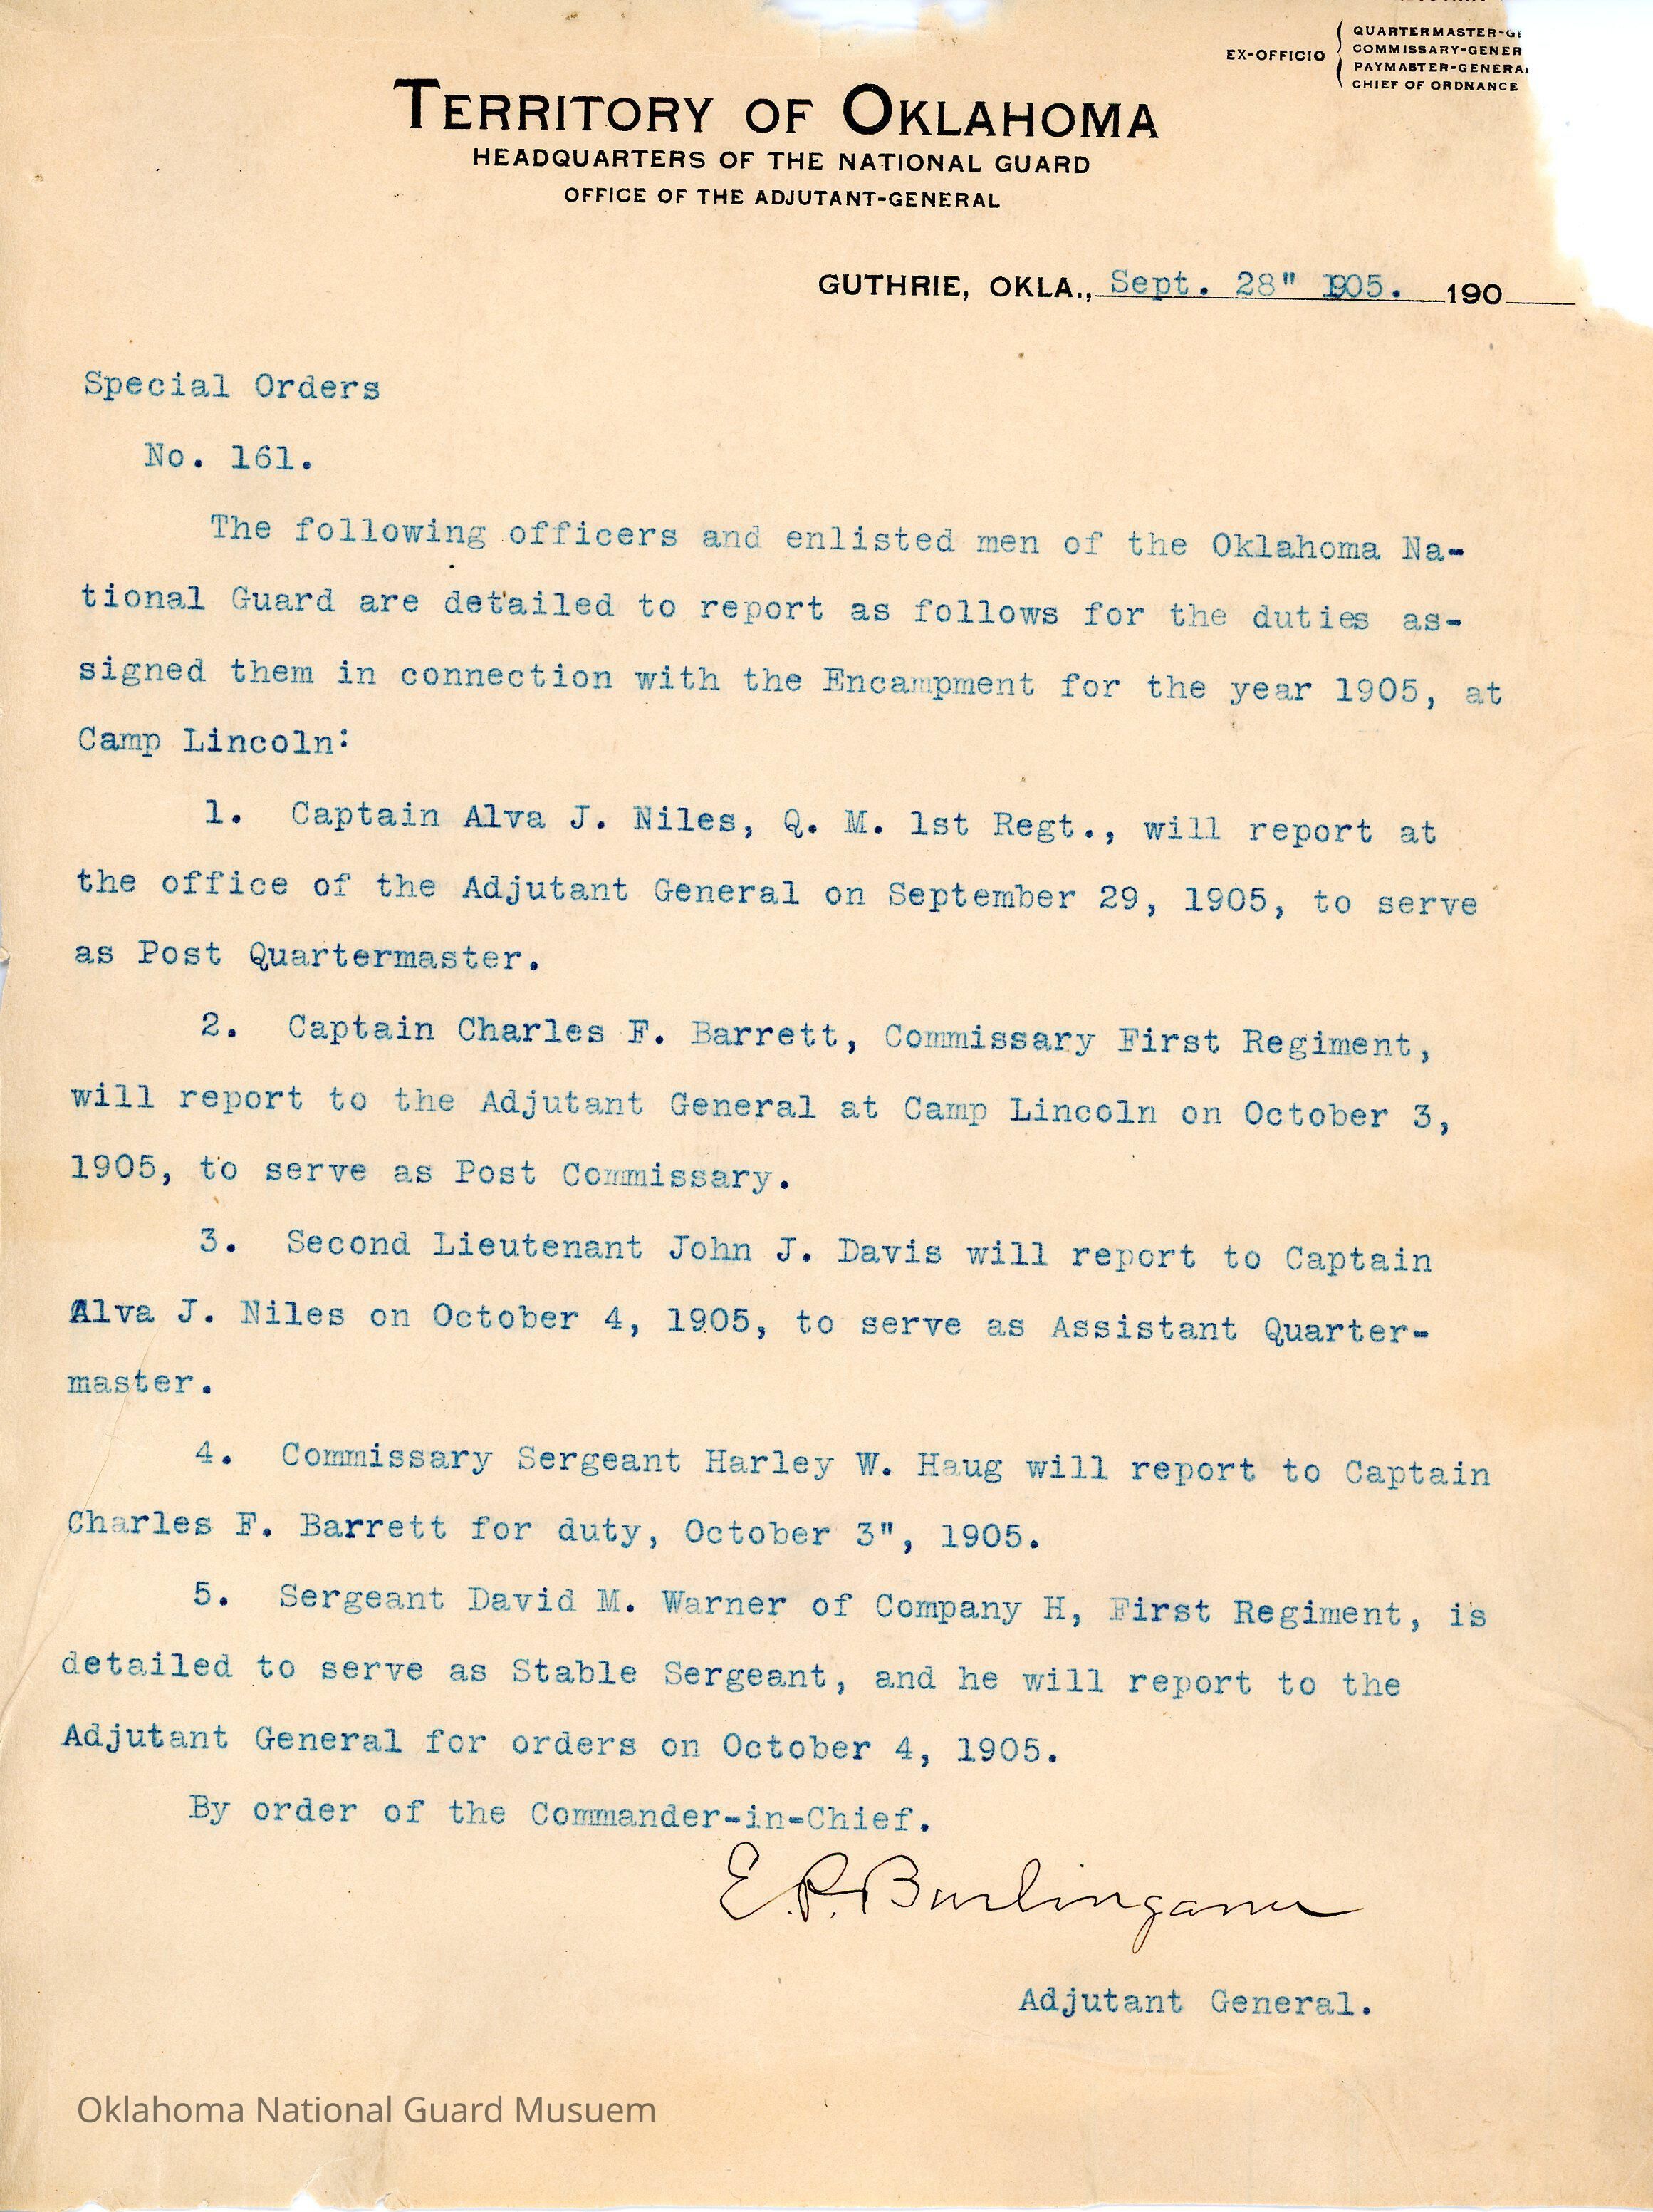 EX-OFFICIO
QUARTERMASTER-G
COMMISSARY-GENER
PAYMASTER-GENERA
CHIEF OF ORDNANCE
TERRITORY OF OKLAHOMA
HEADQUARTERS OF THE NATIONAL GUARD
OFFICE OF THE ADJUTANT-GENERAL
GUTHRIE, OKLA., Sept. 28" 1905. 190
Special Orders
No. 161.
The following officers and enlisted men of the Oklahoma Na-
tional Guard are detailed to report as follows for the duties as-
signed them in connection with the Encampment for the year 1905, at
Camp Lincoln:
1. Captain Alva J. Niles, Q. M. 1st Regt., will report at
the office of the Adjutant General on September 29, 1905, to serve
as Post Quartermaster.
2. Captain Charles F. Barrett, Commissary First Regiment,
will report to the Adjutant General at Camp Lincoln on October 3,
1905, to serve as Post Commissary.
3. Second Lieutenant John J. Davis will report to Captain
Alva J. Niles on October 4, 1905, to serve as Assistant Quarter-
master.
4. Commissary Sergeant Harley W. Haug will report to Captain
Charles F. Barrett for duty, October 3", 1905.
5. Sergeant David M. Warner of Company H, First Regiment, is
detailed to serve as Stable Sergeant, and he will report to the
Adjutant General for orders on October 4, 1905.
By order of the Commander-in-Chief.
E. P. Burlingame
Adjutant General.
Oklahoma National Guard Musuem